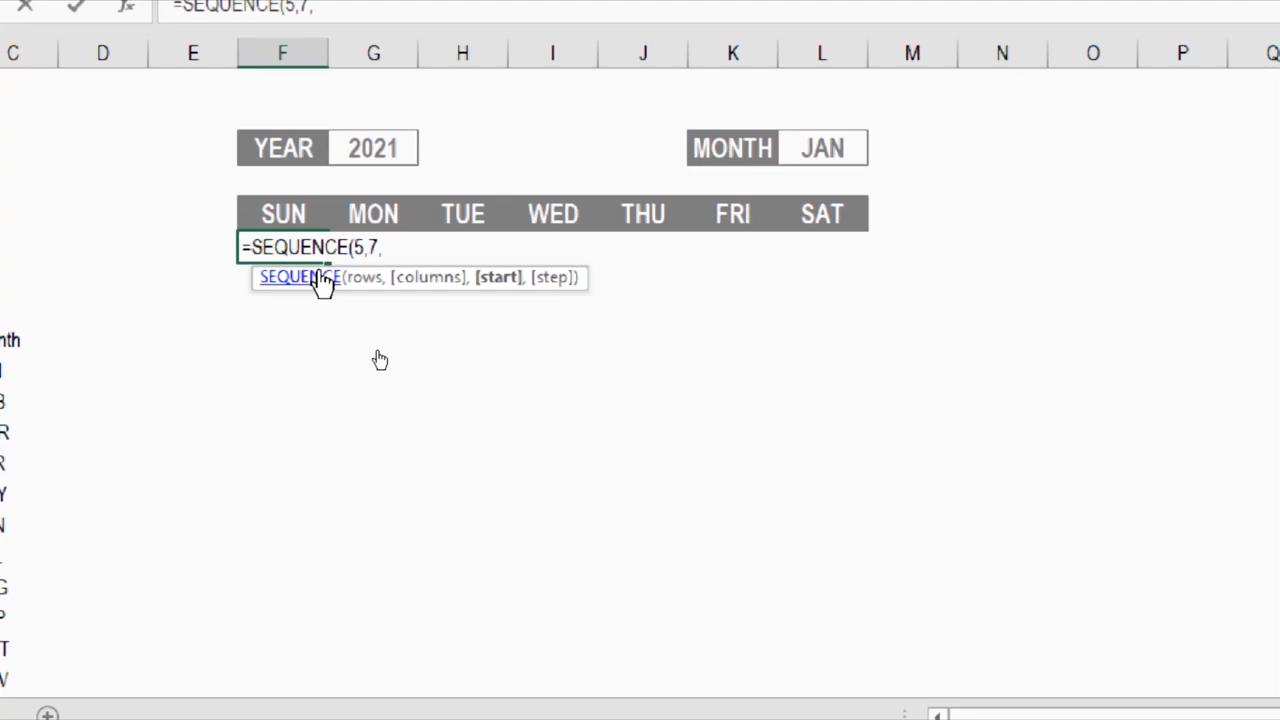 =SEQUENCE(5,7,
C D E F G H I J K L M N O P Q
YEAR 2021 MONTH JAN
SUN MON TUE WED THU FRI SAT
=SEQUENCE(5,7,
SEQUENCE(rows, [columns], [start], [step])